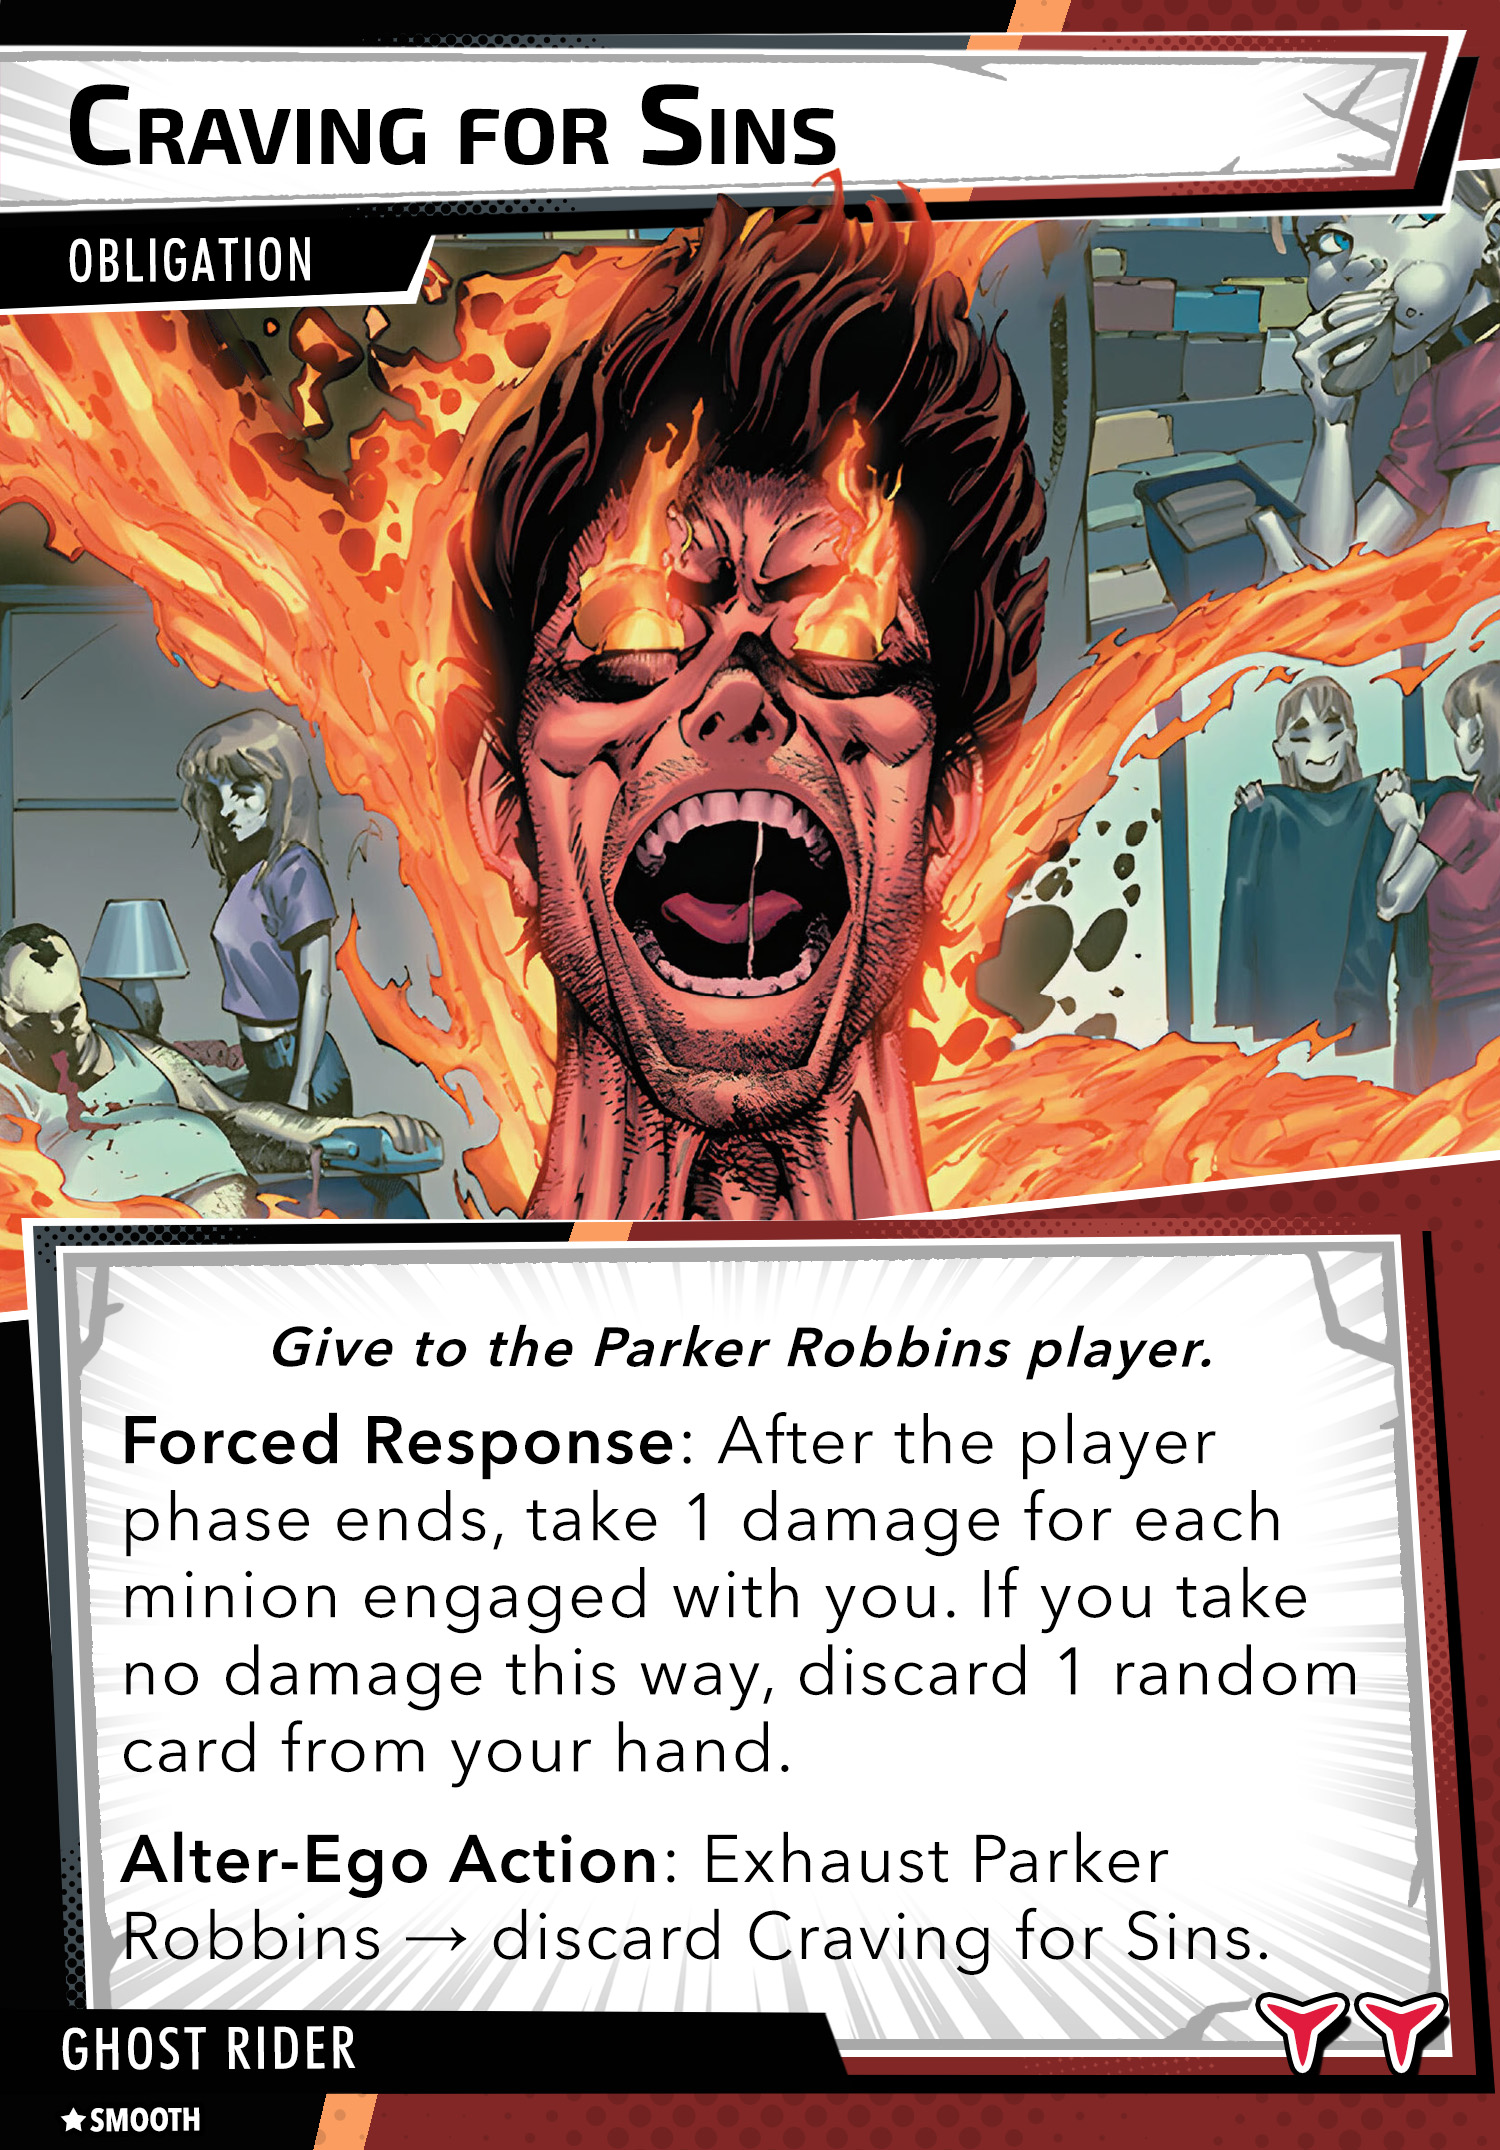 Craving for Sins
OBLIGATION
Give to the Parker Robbins player.
Forced Response: After the player
phase ends, take 1 damage for each
minion engaged with you. If you take
no damage this way, discard 1 random
card from your hand.
Alter-Ego Action: Exhaust Parker
Robbins → discard Craving for Sins.
GHOST RIDER
★SMOOTH